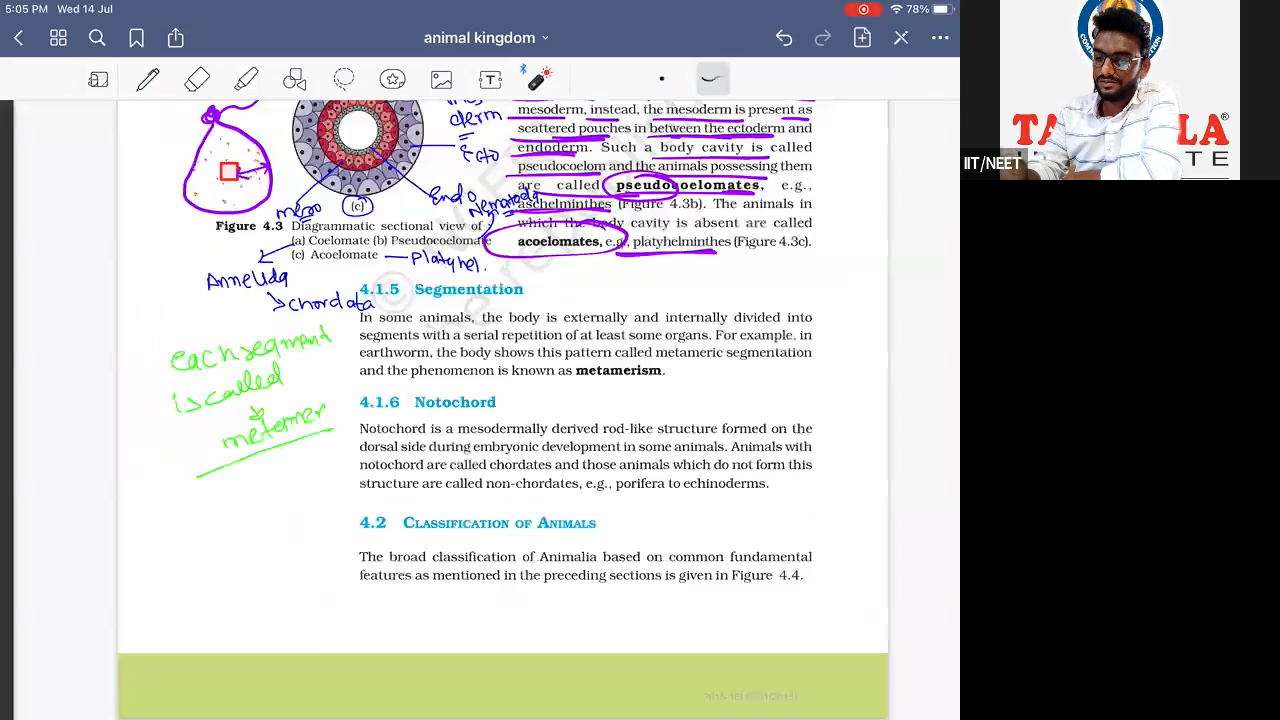 5:05 PM Wed 14 Jul
78%
animal kingdom
T
mesoderm, instead, the mesoderm is present as
scattered pouches in between the ectoderm and
endoderm. Such a body cavity is called
pseudocoelom and the animals possessing them
are called pseudocoelomates, e.g.,
aschelminthes (Figure 4.3b). The animals in
which the body cavity is absent are called
acoelomates, e.g., platyhelminthes (Figure 4.3c).
derm
Ecto
Endo
Nematoda
meso
(c)
Figure 4.3 Diagrammatic sectional view of :
(a) Coelomate (b) Pseudocoelomate
(c) Acoelomate
Platyhel.
Annelida
Chordata
4.1.5 Segmentation
In some animals, the body is externally and internally divided into
segments with a serial repetition of at least some organs. For example, in
earthworm, the body shows this pattern called metameric segmentation
and the phenomenon is known as metamerism.
each segment
is called
metemer
4.1.6 Notochord
Notochord is a mesodermally derived rod-like structure formed on the
dorsal side during embryonic development in some animals. Animals with
notochord are called chordates and those animals which do not form this
structure are called non-chordates, e.g., porifera to echinoderms.
4.2 CLASSIFICATION OF ANIMALS
The broad classification of Animalia based on common fundamental
features as mentioned in the preceding sections is given in Figure 4.4.
IIT/NEET